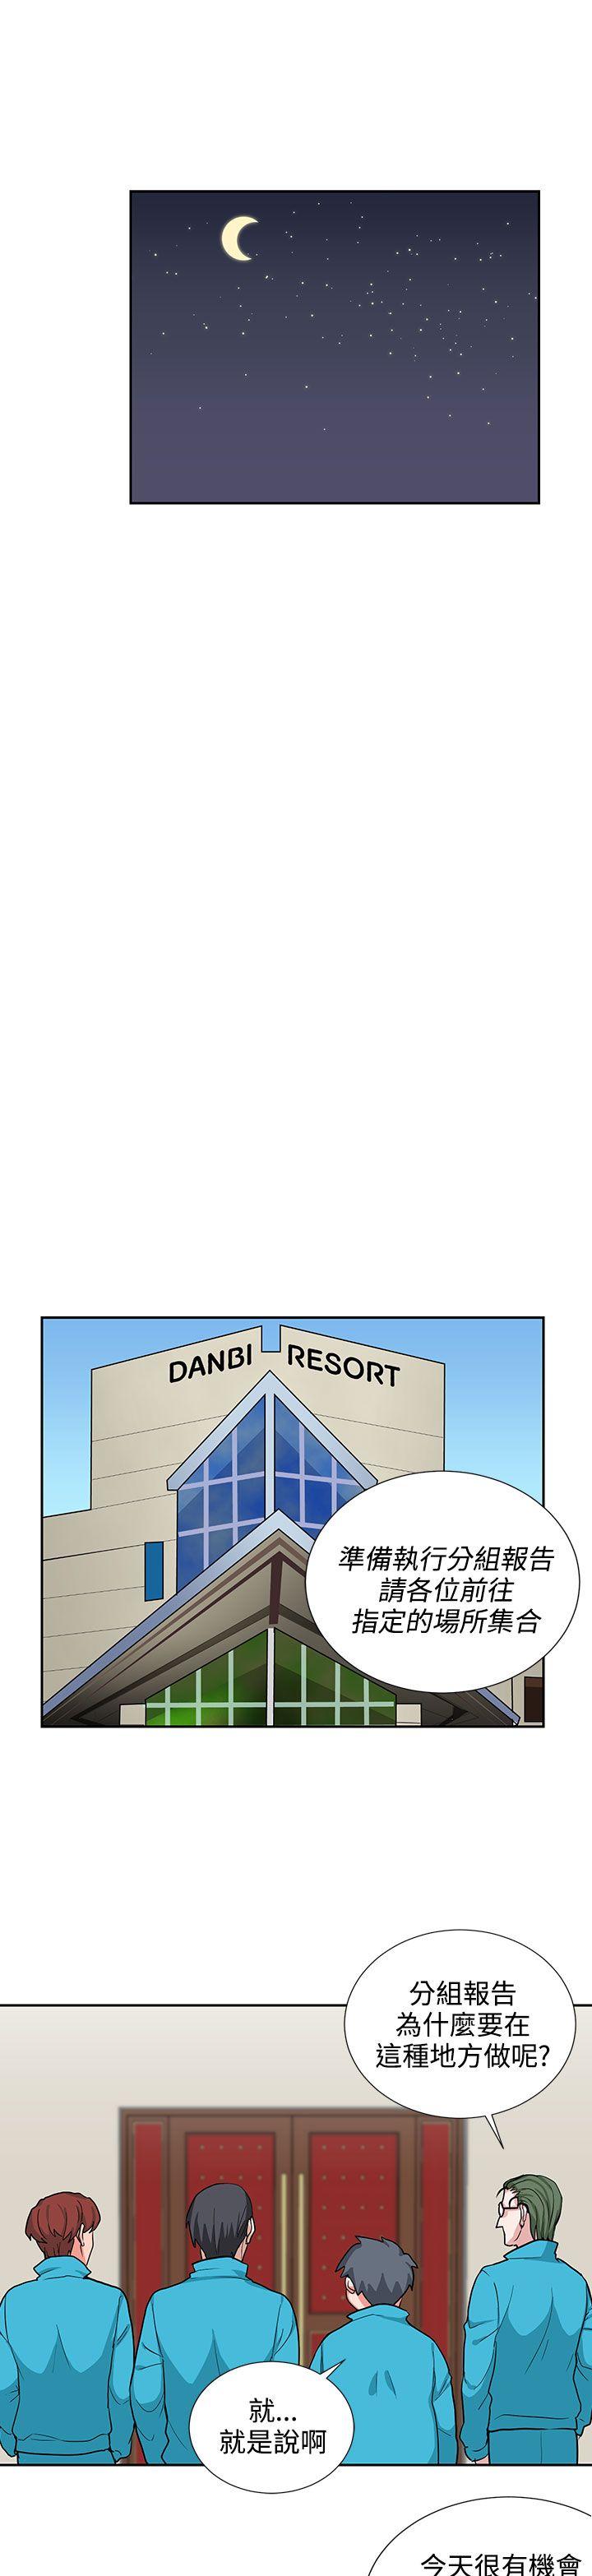 DANBI RESORT
準備執行分組報告
請各位前往
指定的場所集合
分組報告
為什麼要在
這種地方做呢?
就...
就是說啊
今天很有機會